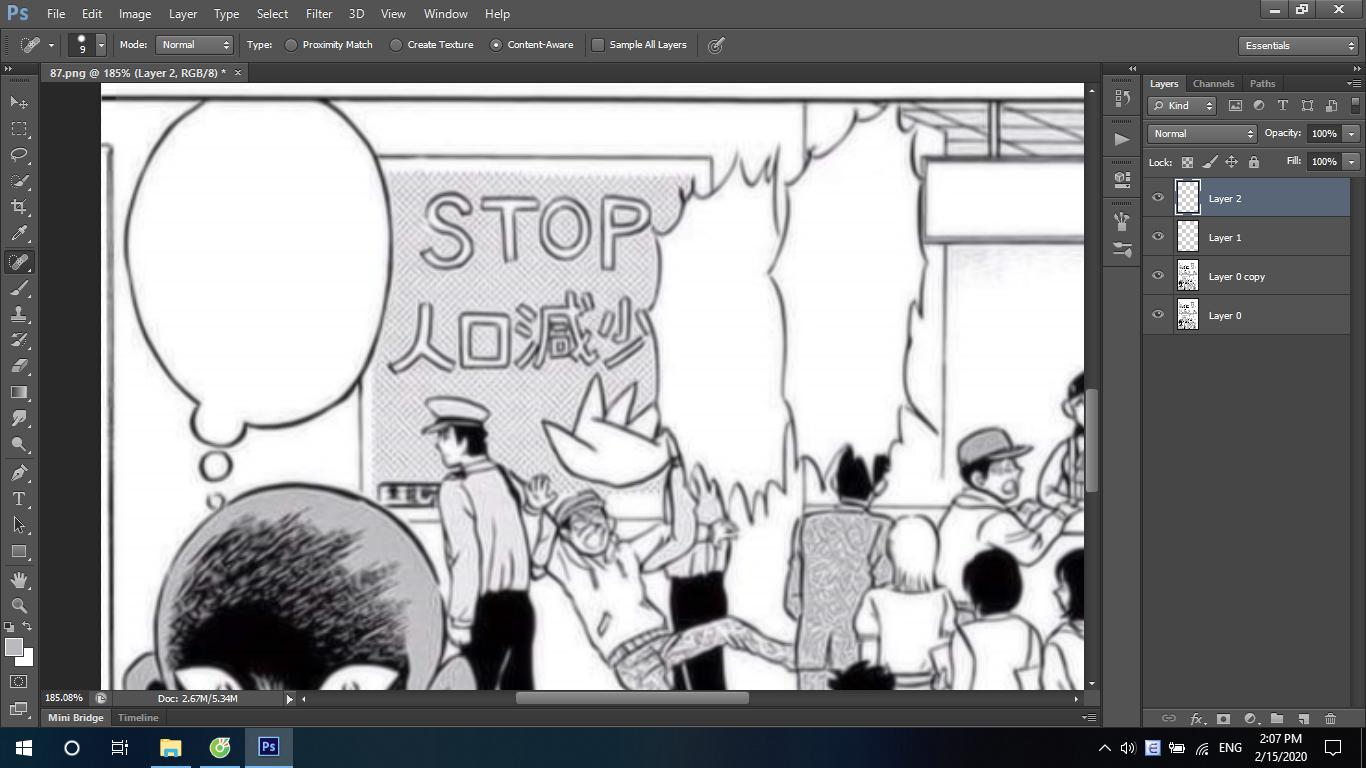 Ps File Edit Image Layer Type Select Filter 3D View Window Help
9 Mode: Normal Type: Proximity Match Create Texture Content-Aware Sample All Layers Essentials
87.png @ 185% (Layer 2, RGB/8) * ×
Layers Channels Paths
Kind
Normal Opacity: 100%
Lock: Fill: 100%
Layer 2
Layer 1
Layer 0 copy
Layer 0
STOP
人口減少
185.08% Doc: 2.67M/5.34M
Mini Bridge Timeline
ENG
2:07 PM
2/15/2020